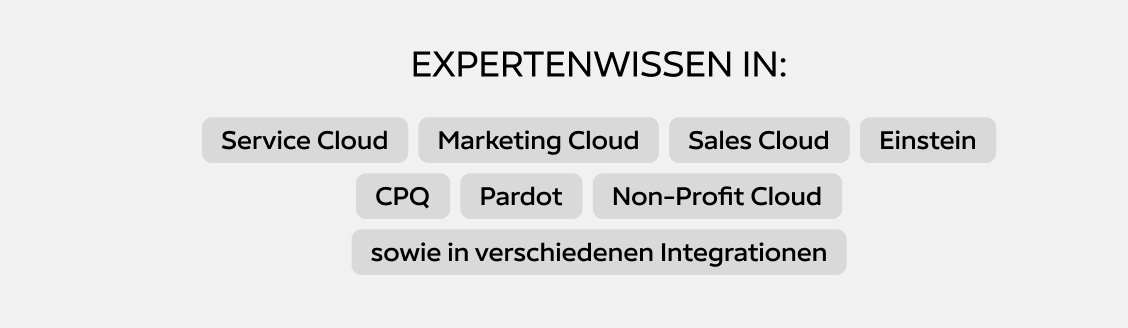 EXPERTENWISSEN IN:
Service Cloud Marketing Cloud Sales Cloud Einstein
CPQ Pardot Non-Profit Cloud
sowie in verschiedenen Integrationen